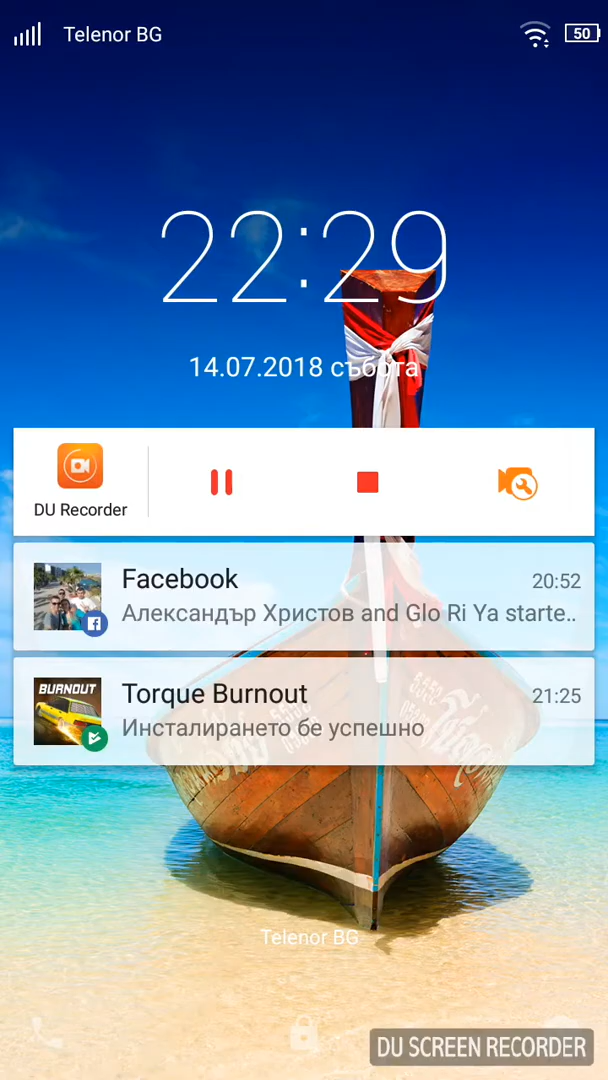 Telenor BG
50
22:29
14.07.2018 събота
DU Recorder
Facebook
20:52
Александър Христов and Glo Ri Ya starte..
BURNOUT
Torque Burnout
21:25
Инсталирането бе успешно
Telenor BG
DU SCREEN RECORDER